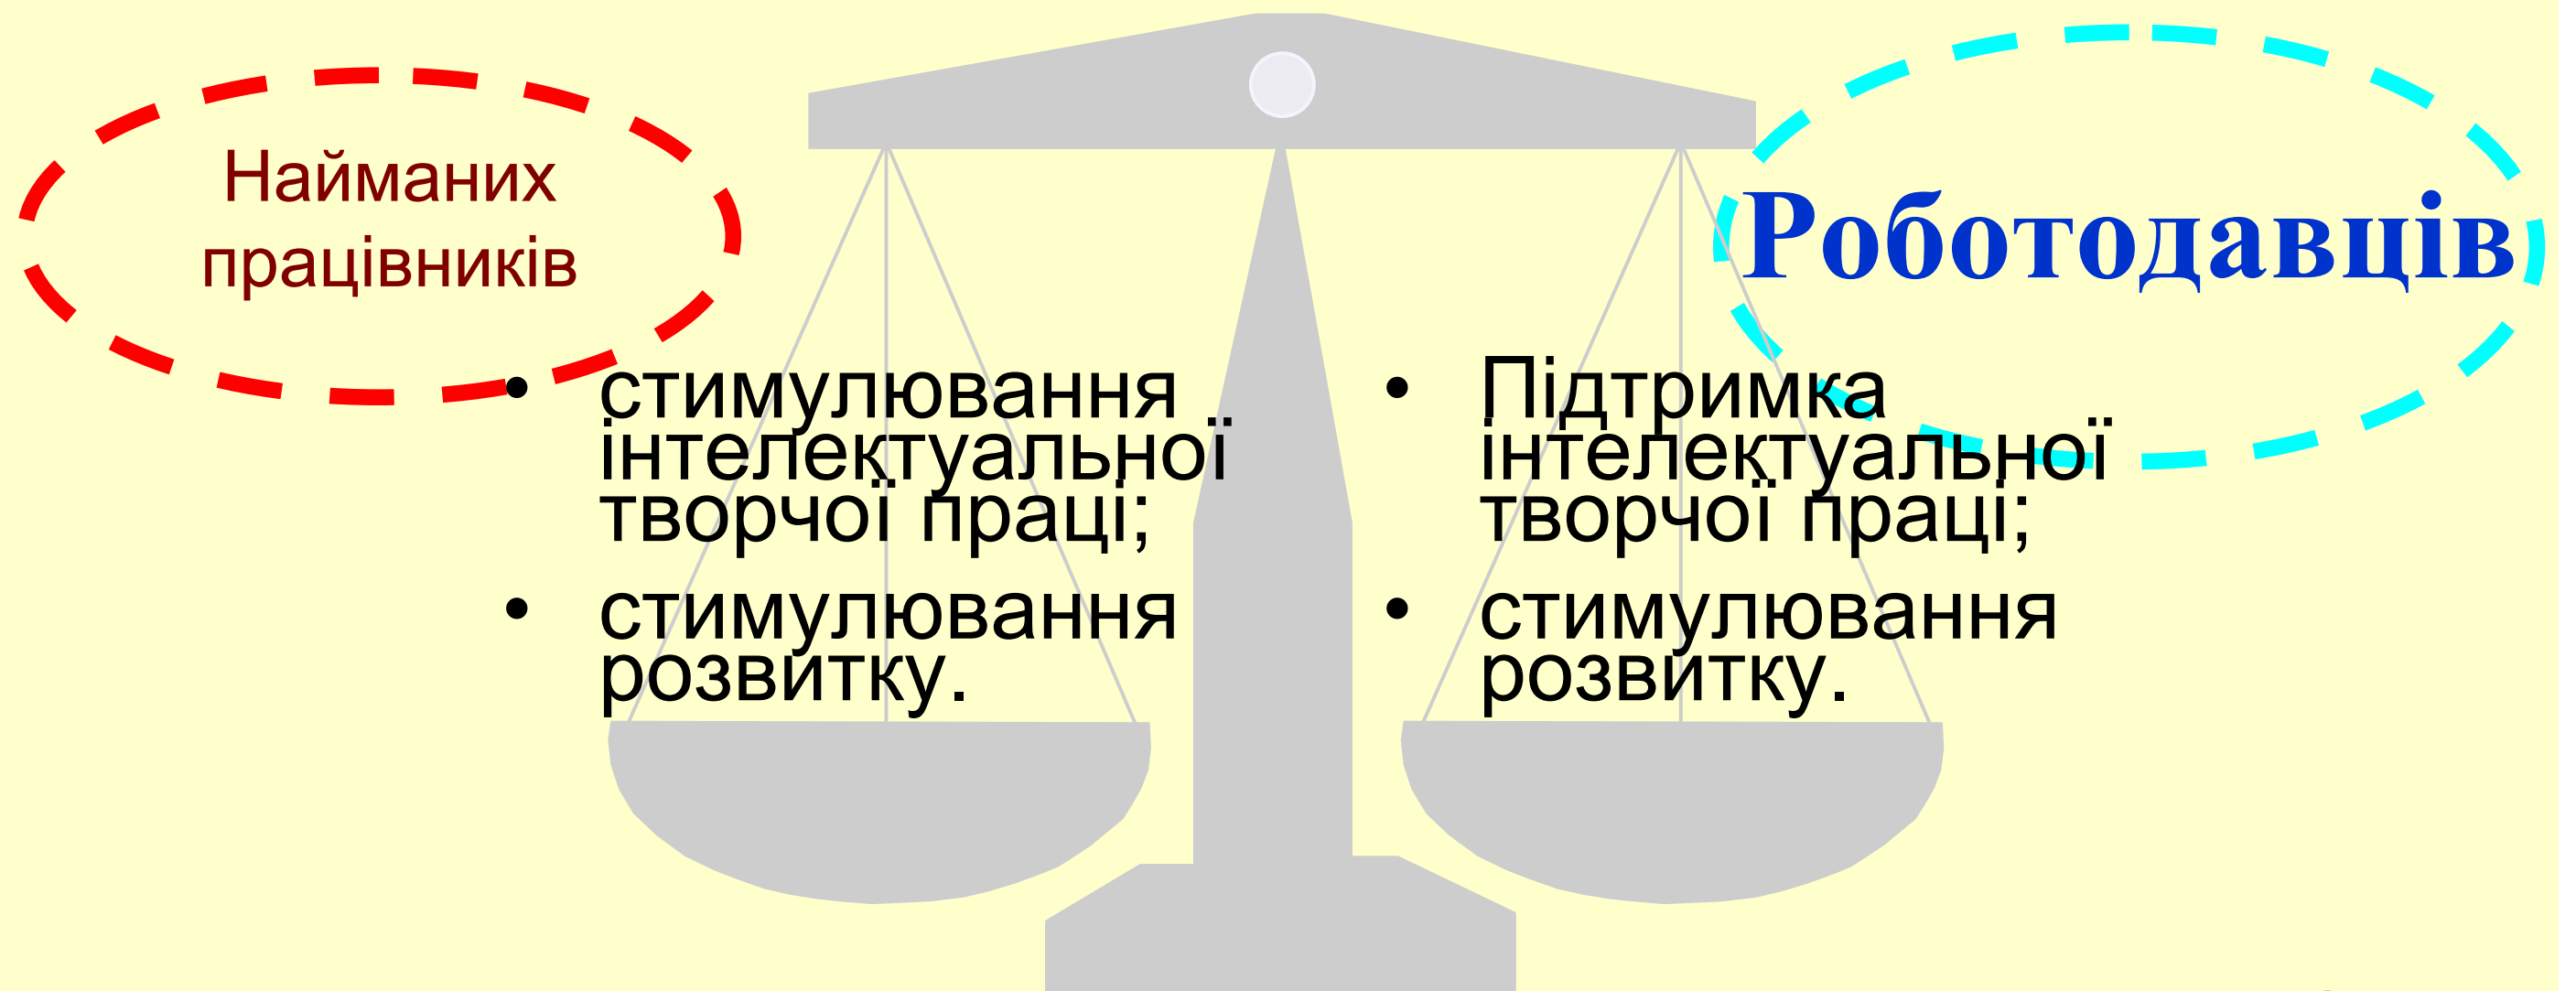 Найманих
працівників
Роботодавців
• стимулювання
інтелектуальної
творчої праці;
• стимулювання
розвитку.
• Підтримка
інтелектуальної
творчої праці;
• стимулювання
розвитку.